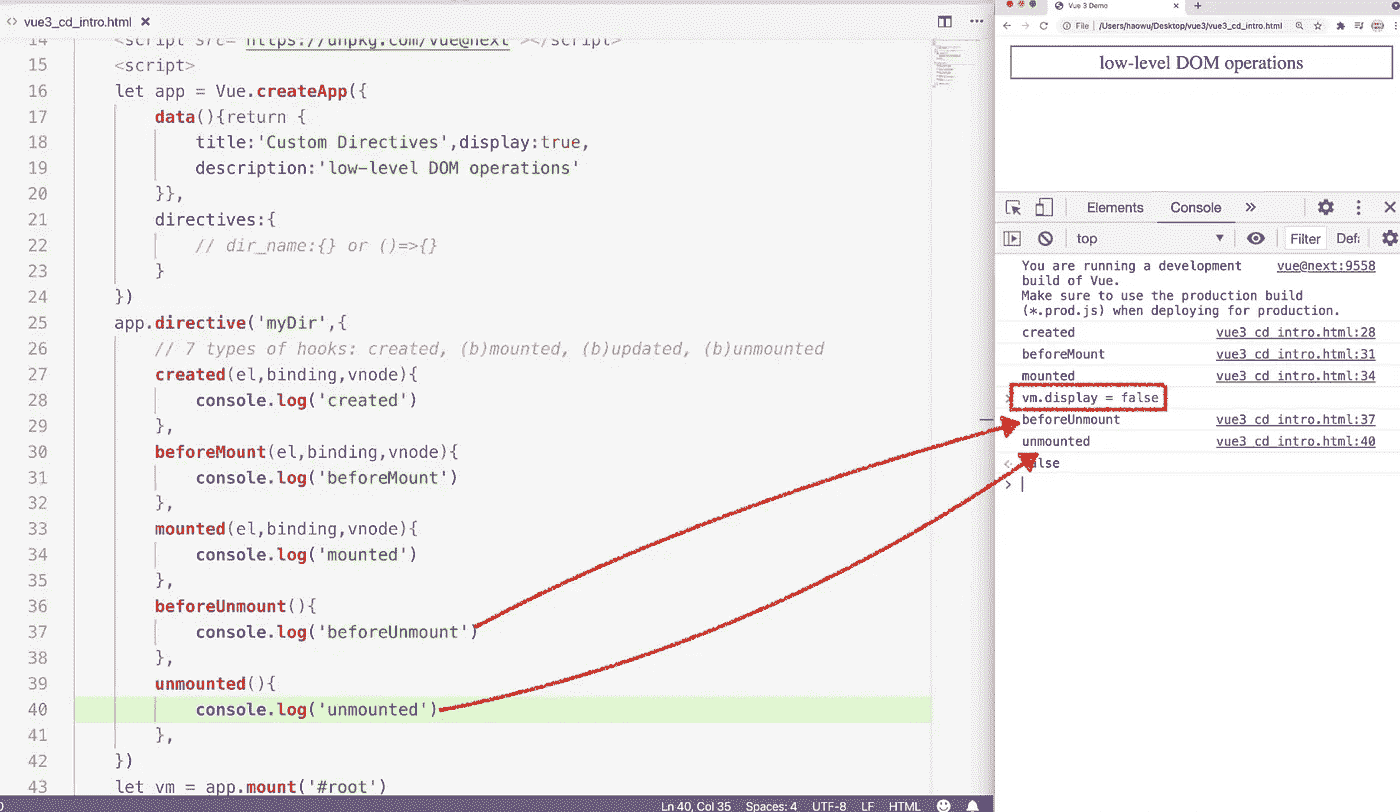 vue3_cd_intro.html
14 <script src="https://unpkg.com/vue@next"></script>
15 <script>
16 let app = Vue.createApp({
17 data(){return {
18 title:'Custom Directives',display:true,
19 description:'low-level DOM operations'
20 }},
21 directives:{
22 // dir_name:{} or ()=>{}
23 }
24 })
25 app.directive('myDir',{
26 // 7 types of hooks: created, (b)mounted, (b)updated, (b)unmounted
27 created(el,binding,vnode){
28 console.log('created')
29 },
30 beforeMount(el,binding,vnode){
31 console.log('beforeMount')
32 },
33 mounted(el,binding,vnode){
34 console.log('mounted')
35 },
36 beforeUnmount(){
37 console.log('beforeUnmount')
38 },
39 unmounted(){
40 console.log('unmounted')
41 },
42 })
43 let vm = app.mount('#root')
Ln 40, Col 35 Spaces: 4 UTF-8 LF HTML
Vue 3 Demo
File /Users/haowu/Desktop/vue3/vue3_cd_intro.html
low-level DOM operations
Elements Console
top Filter Defa
You are running a development vue@next:9558
build of Vue.
Make sure to use the production build
(*.prod.js) when deploying for production.
created vue3_cd_intro.html:28
beforeMount vue3_cd_intro.html:31
mounted vue3_cd_intro.html:34
vm.display = false
beforeUnmount vue3_cd_intro.html:37
unmounted vue3_cd_intro.html:40
false